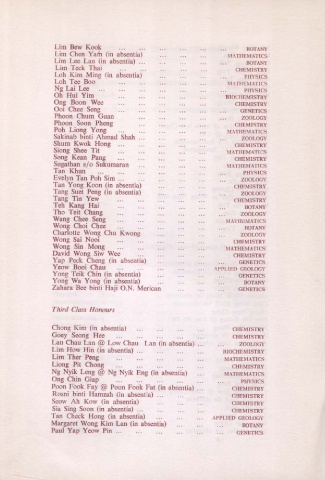 Lim Bew Kook ... ... ... ... ... BOTANY
Lim Chen Yam (in absentia) ... ... ... ... MATHEMATICS
Lim Lee Lan (in absentia) ... ... ... ... BOTANY
Lim Teck Thai ... ... ... ... ... CHEMISTRY
Loh Kim Ming (in absentia) ... ... ... ... PHYSICS
Loh Tee Boo ... ... ... ... ... MATHEMATICS
Ng Lai Lee ... ... ... ... ... PHYSICS
Oh Hui Yim ... ... ... ... ... BIOCHEMISTRY
Ong Boon Wee ... ... ... ... ... CHEMISTRY
Ooi Chee Seng ... ... ... ... ... GENETICS
Phoon Chum Guan ... ... ... ... ... ZOOLOGY
Phoon Soon Pheng ... ... ... ... ... CHEMISTRY
Poh Liong Yong ... ... ... ... ... MATHEMATICS
Sakinah binti Ahmad Shah ... ... ... ... ZOOLOGY
Shum Kwok Hong ... ... ... ... ... CHEMISTRY
Siong Shee Tit ... ... ... ... ... MATHEMATICS
Song Kean Pang ... ... ... ... ... CHEMISTRY
Sugathan s/o Sukumaran ... ... ... ... MATHEMATICS
Tan Khan ... ... ... ... ... PHYSICS
Evelyn Tan Poh Sim ... ... ... ... ... ZOOLOGY
Tan Yong Koon (in absentia) ... ... ... ... CHEMISTRY
Tang Sun Peng (in absentia) ... ... ... ... ZOOLOGY
Tang Tin Yew ... ... ... ... ... CHEMISTRY
Teh Kang Hai ... ... ... ... ... BOTANY
Tho Tsit Chang ... ... ... ... ... ZOOLOGY
Wang Chee Seng ... ... ... ... ... MATHEMATICS
Wong Choi Chee ... ... ... ... ... BOTANY
Charlotte Wong Chu Kwong ... ... ... ... ZOOLOGY
Wong Sai Nooi ... ... ... ... ... CHEMISTRY
Wong Sin Mong ... ... ... ... ... MATHEMATICS
David Wong Siw Wee ... ... ... ... ... CHEMISTRY
Yap Peck Cheng (in absentia) ... ... ... ... GENETICS
Yeow Boei Chau ... ... ... ... APPLIED GEOLOGY
Yong Teik Chin (in absentia) ... ... ... ... GENETICS
Yong Wa Yong (in absentia) ... ... ... ... BOTANY
Zahara Bee binti Haji O.N. Merican ... ... ... GENETICS
Third Class Honours
Chong Kim (in absentia) ... ... ... ... CHEMISTRY
Goey Seong Hee ... ... ... ... ... CHEMISTRY
Lau Chau Lan @ Low Chau Lan (in absentia) ... ... ZOOLOGY
Lim How Hin (in absentia) ... ... ... ... BIOCHEMISTRY
Lim Ther Peng ... ... ... ... ... MATHEMATICS
Liong Pit Chong ... ... ... ... ... CHEMISTRY
Ng Nyik Leng @ Ng Nyik Eng (in absentia) ... ... MATHEMATICS
Ong Chin Giap ... ... ... ... ... PHYSICS
Poon Fook Fay @ Poon Fook Fat (in absentia) ... ... CHEMISTRY
Rosni binti Hamzah (in absentia) ... ... ... CHEMISTRY
Seow Ah Kow (in absentia) ... ... ... ... CHEMISTRY
Sia Sing Soon (in absentia) ... ... ... ... CHEMISTRY
Tan Check Hong (in absentia) ... ... ... APPLIED GEOLOGY
Margaret Wong Kim Lan (in absentia) ... ... ... BOTANY
Paul Yap Yeow Pin ... ... ... ... ... GENETICS